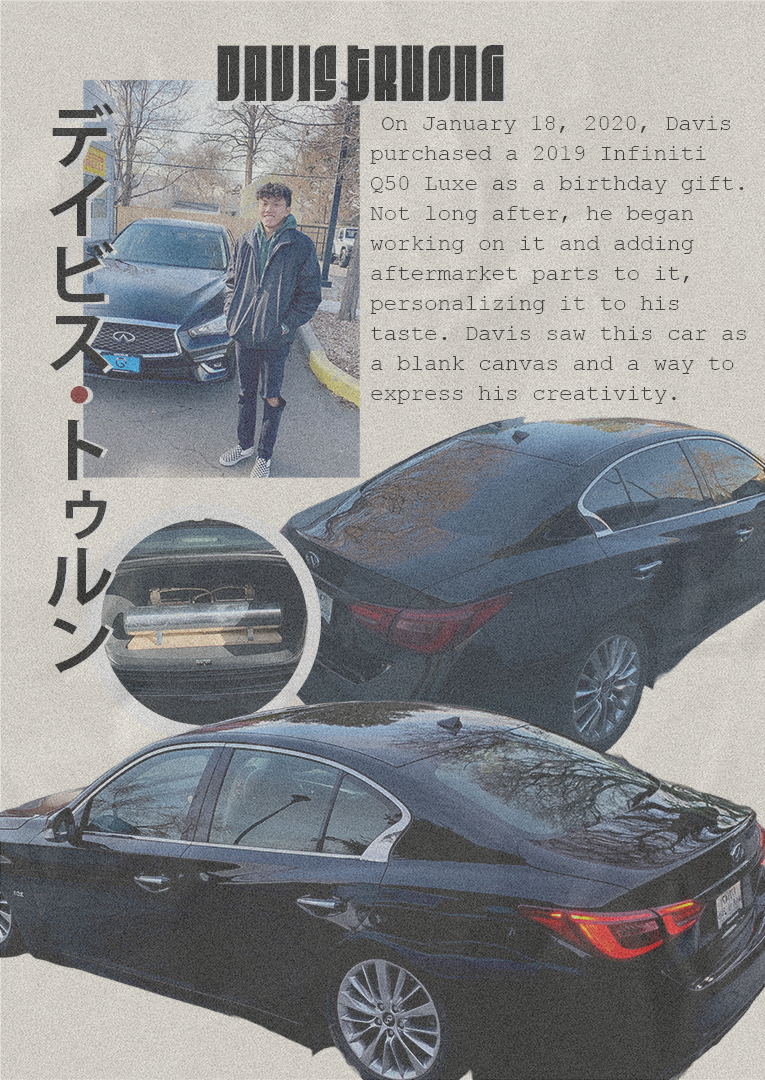 DAVIS TRUONG
デイビス・トゥルン
On January 18, 2020, Davis
purchased a 2019 Infiniti
Q50 Luxe as a birthday gift.
Not long after, he began
working on it and adding
aftermarket parts to it,
personalizing it to his
taste. Davis saw this car as
a blank canvas and a way to
express his creativity.